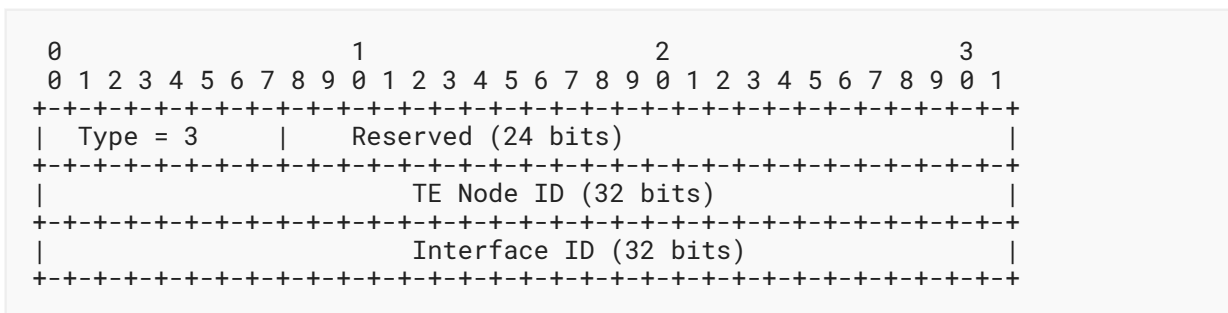 0                   1                   2                   3
 0 1 2 3 4 5 6 7 8 9 0 1 2 3 4 5 6 7 8 9 0 1 2 3 4 5 6 7 8 9 0 1
+-+-+-+-+-+-+-+-+-+-+-+-+-+-+-+-+-+-+-+-+-+-+-+-+-+-+-+-+-+-+-+-+
|  Type = 3     |    Reserved (24 bits)                         |
+-+-+-+-+-+-+-+-+-+-+-+-+-+-+-+-+-+-+-+-+-+-+-+-+-+-+-+-+-+-+-+-+
|                        TE Node ID (32 bits)                   |
+-+-+-+-+-+-+-+-+-+-+-+-+-+-+-+-+-+-+-+-+-+-+-+-+-+-+-+-+-+-+-+-+
|                        Interface ID (32 bits)                 |
+-+-+-+-+-+-+-+-+-+-+-+-+-+-+-+-+-+-+-+-+-+-+-+-+-+-+-+-+-+-+-+-+